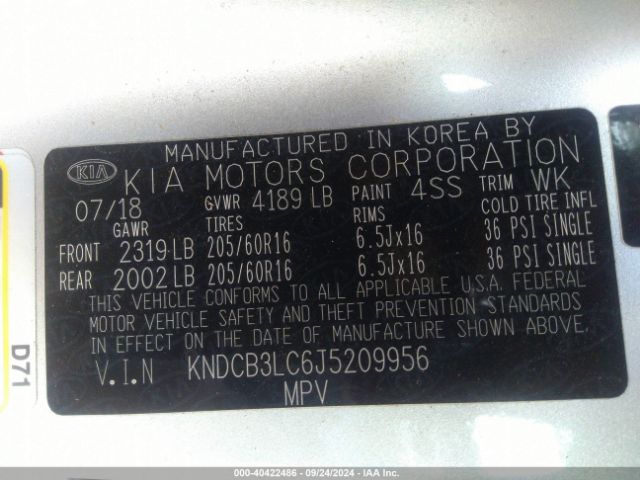 MANUFACTURED IN KOREA BY
KIA KIA MOTORS CORPORATION
07/18 GVWR 4189 LB PAINT 4SS TRIM WK
GAWR TIRES RIMS COLD TIRE INFL
FRONT 2319 LB 205/60R16 6.5Jx16 36 PSI SINGLE
REAR 2002 LB 205/60R16 6.5Jx16 36 PSI SINGLE
THIS VEHICLE CONFORMS TO ALL APPLICABLE U.S.A. FEDERAL
MOTOR VEHICLE SAFETY AND THEFT PREVENTION STANDARDS
IN EFFECT ON THE DATE OF MANUFACTURE SHOWN ABOVE.
V.I.N KNDCB3LC6J5209956
MPV
D71
000-40422486 - 09/24/2024 - IAA Inc.